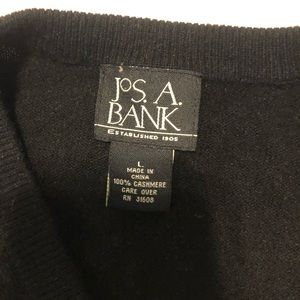 JOS. A.
BANK
ESTABLISHED 1905
L
MADE IN
CHINA
100% CASHMERE
CARE OVER
RN 31608